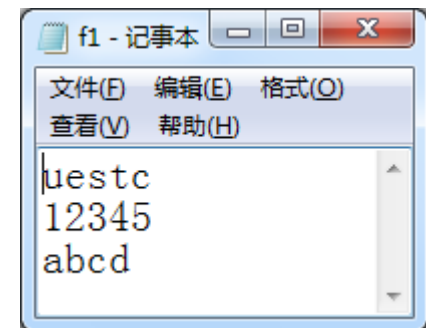 f1 - 记事本
文件(F) 编辑(E) 格式(O)
查看(V) 帮助(H)
uestc
12345
abcd